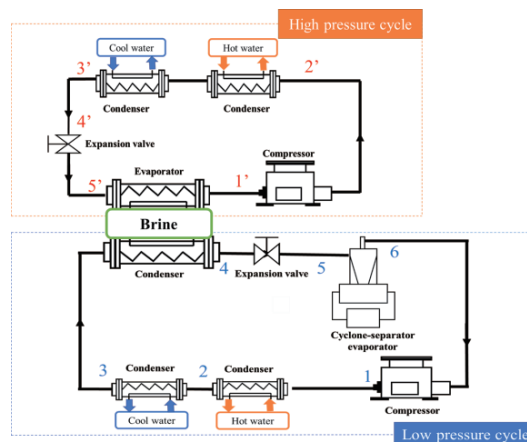 High pressure cycle
Cool water
Hot water
3’
2’
Condenser
Condenser
4’
Expansion valve
Evaporator
Compressor
5’
1’
Brine
Condenser
4
Expansion valve
5
6
Cyclone-separator
evaporator
3
Condenser
2
Condenser
1
Compressor
Cool water
Hot water
Low pressure cycle